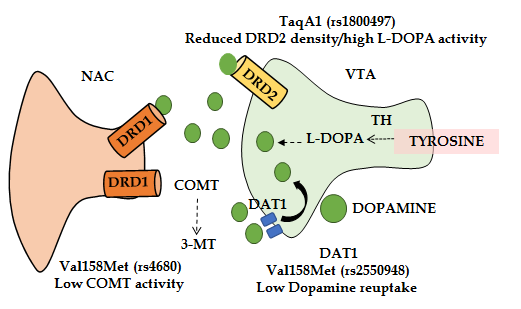 TaqA1 (rs1800497)
Reduced DRD2 density/high L-DOPA activity
NAC
VTA
DRD2
DRD1
TH
L-DOPA
TYROSINE
DRD1
COMT
DAT1
DOPAMINE
3-MT
DAT1
Val158Met (rs4680)
Val158Met (rs2550948)
Low COMT activity
Low Dopamine reuptake